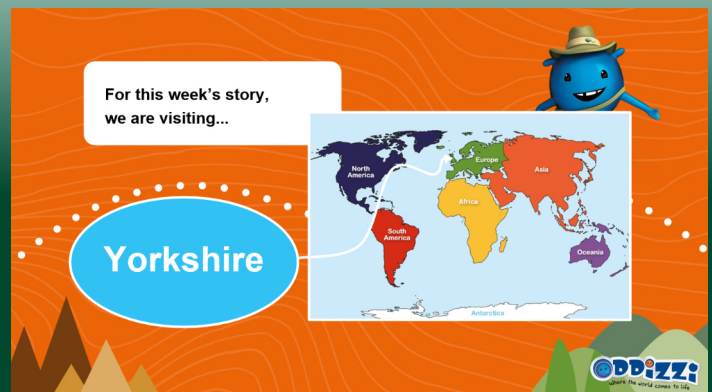 For this week's story,
we are visiting...
North
America
Europe
Asia
Africa
South
America
Oceania
Antarctica
Yorkshire
ODDIZZI
where the world comes to life